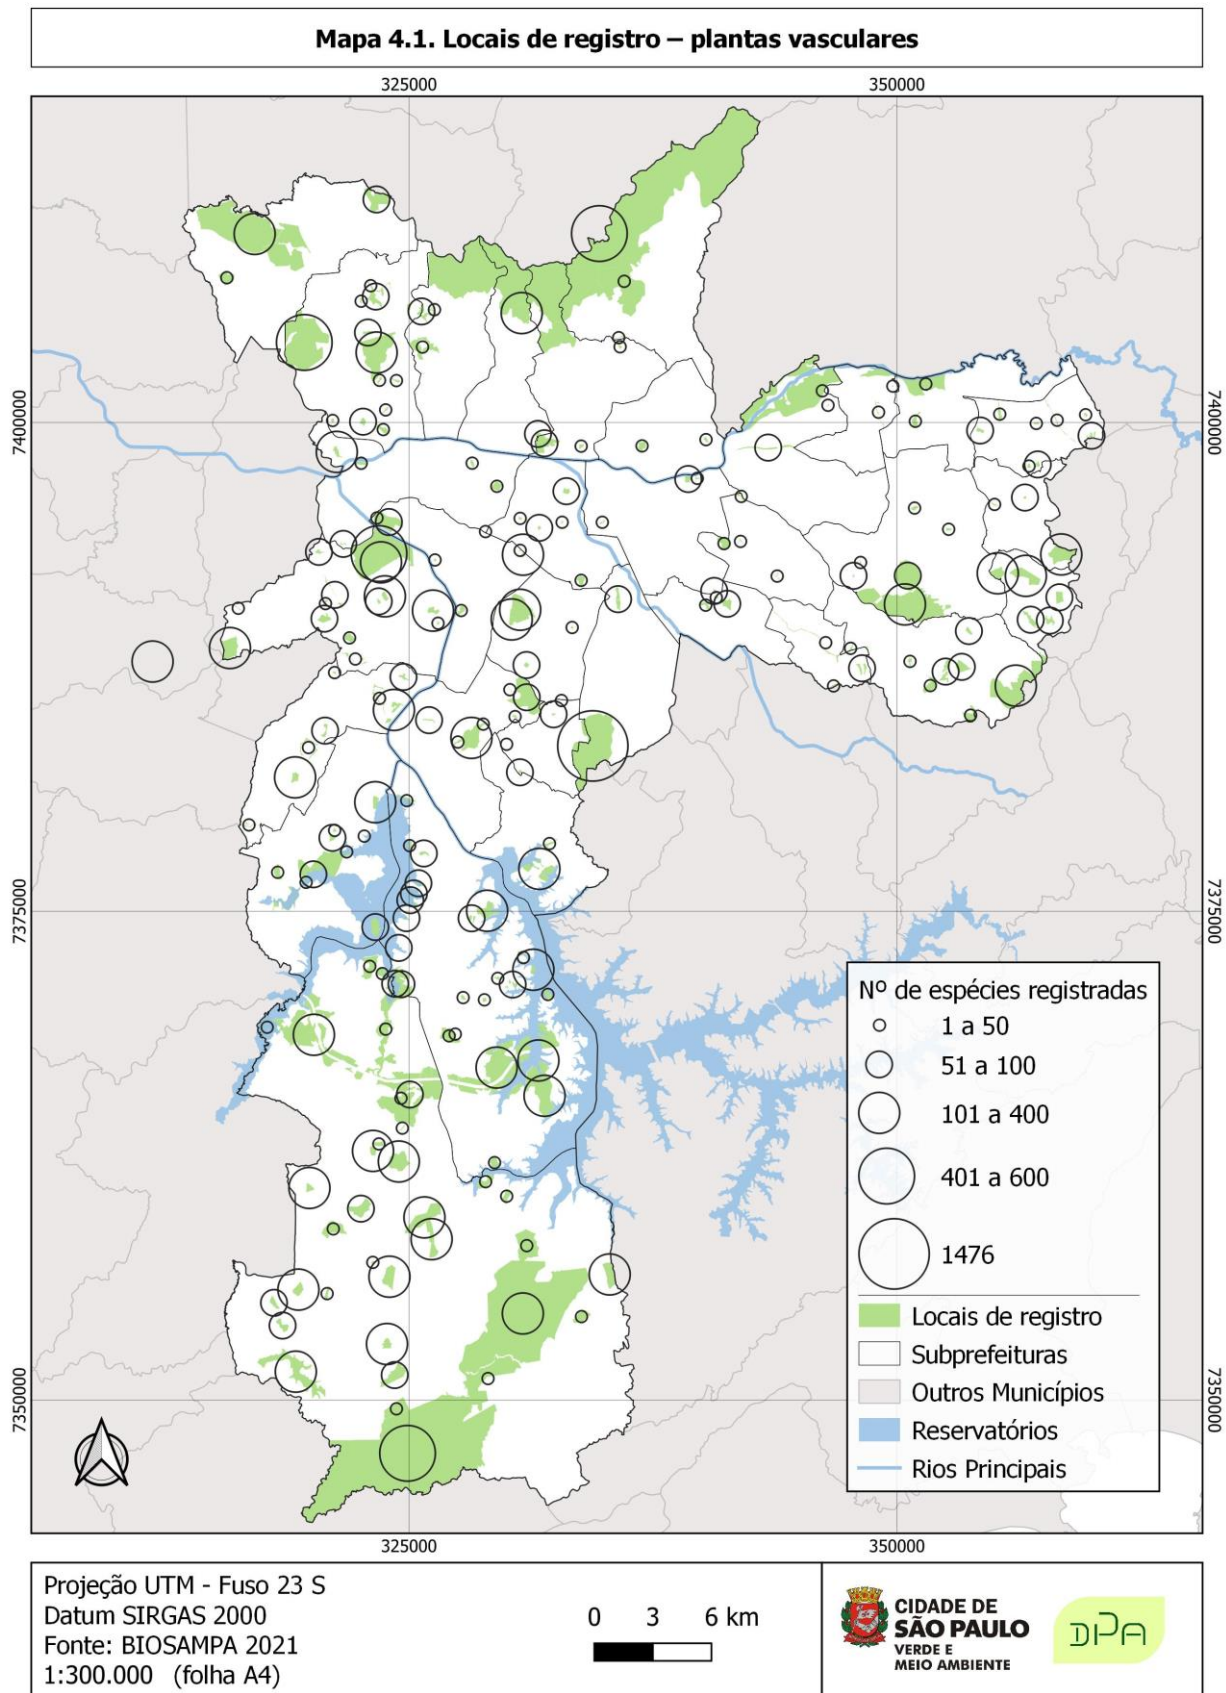 Mapa 4.1. Locais de registro – plantas vasculares
325000
350000
7400000
7400000
7375000
7375000
7350000
7350000
Nº de espécies registradas
1 a 50
51 a 100
101 a 400
401 a 600
1476
Locais de registro
Subprefeituras
Outros Municípios
Reservatórios
Rios Principais
325000
350000
Projeção UTM - Fuso 23 S
Datum SIRGAS 2000
Fonte: BIOSAMPA 2021
1:300.000 (folha A4)
0 3 6 km
CIDADE DE
SÃO PAULO
VERDE E
MEIO AMBIENTE
DPA